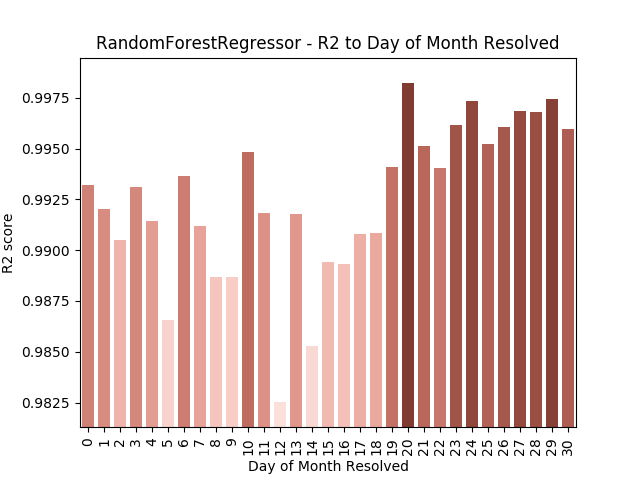 RandomForestRegressor - R2 to Day of Month Resolved
0.9975
0.9950
0.9925
0.9900
0.9875
0.9850
0.9825
R2 score
0 1 2 3 4 5 6 7 8 9 10 11 12 13 14 15 16 17 18 19 20 21 22 23 24 25 26 27 28 29 30
Day of Month Resolved